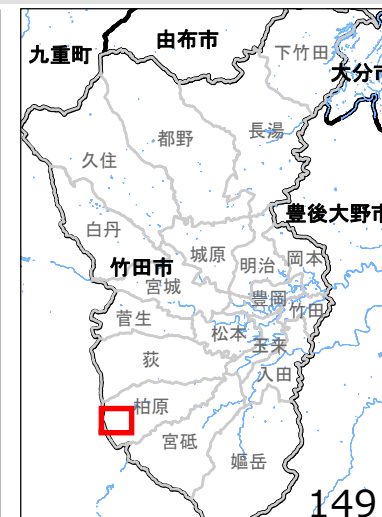 由布市
九重町
下竹田
大分市
都野
長湯
久住
豊後大野市
白丹
城原
岡本
明治
竹田市
宮城
豊岡
竹田
菅生
松本
玉来
荻
入田
柏原
宮砥
嫗岳
149